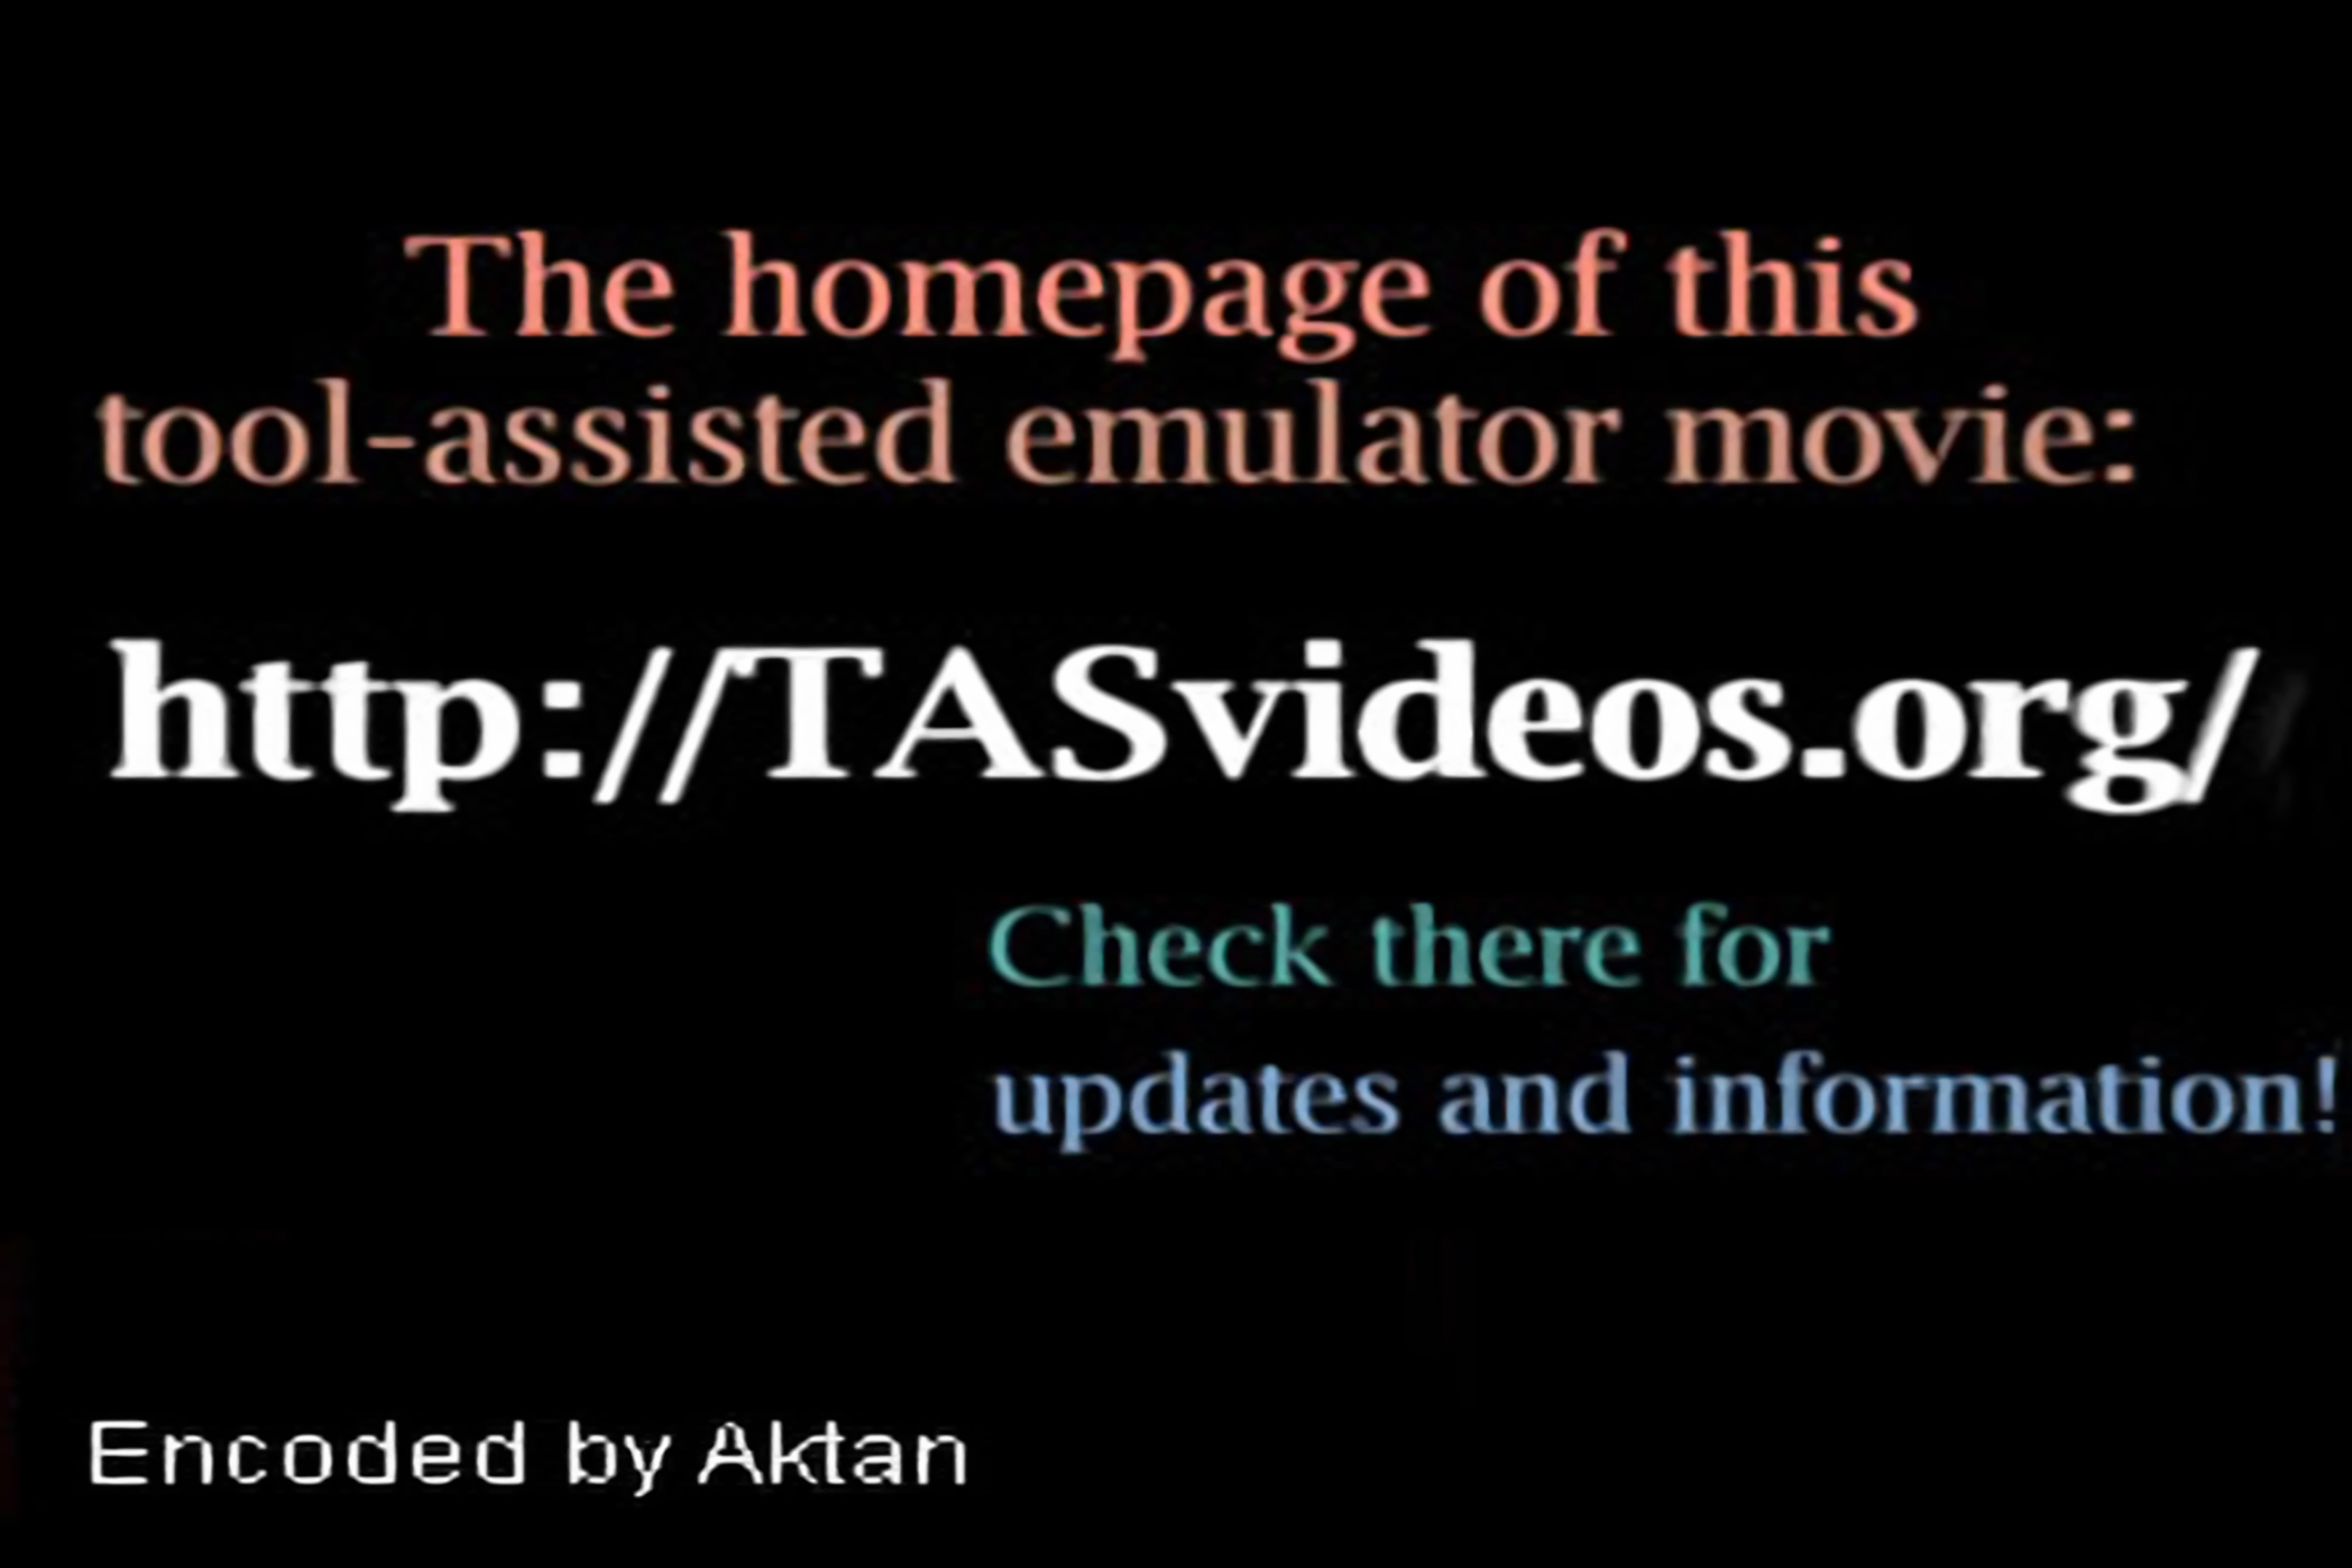 The homepage of this
tool-assisted emulator movie:
http://TASvideos.org/
Check there for
updates and information!
Encoded by Aktan